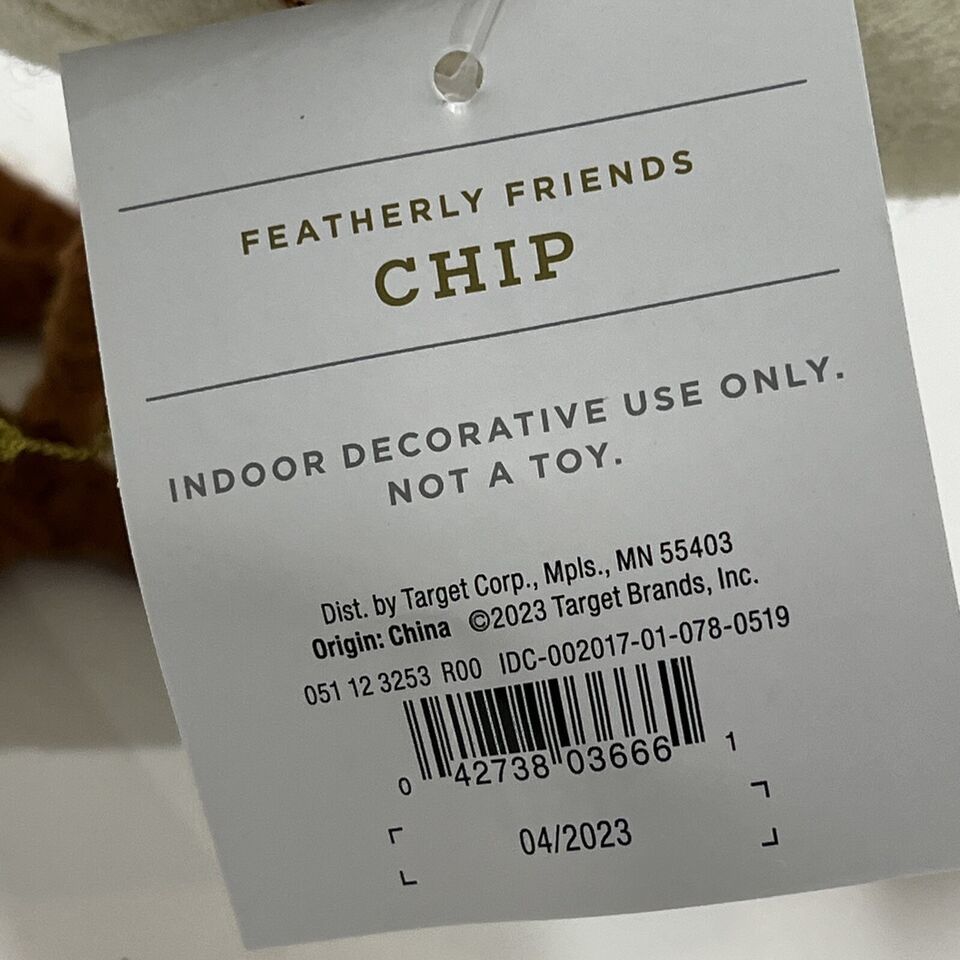 FEATHERLY FRIENDS
CHIP
INDOOR DECORATIVE USE ONLY.
NOT A TOY.
Dist. by Target Corp., Mpls., MN 55403
Origin: China ©2023 Target Brands, Inc.
051 12 3253 R00 IDC-002017-01-078-0519
0 42738 03666 1
04/2023